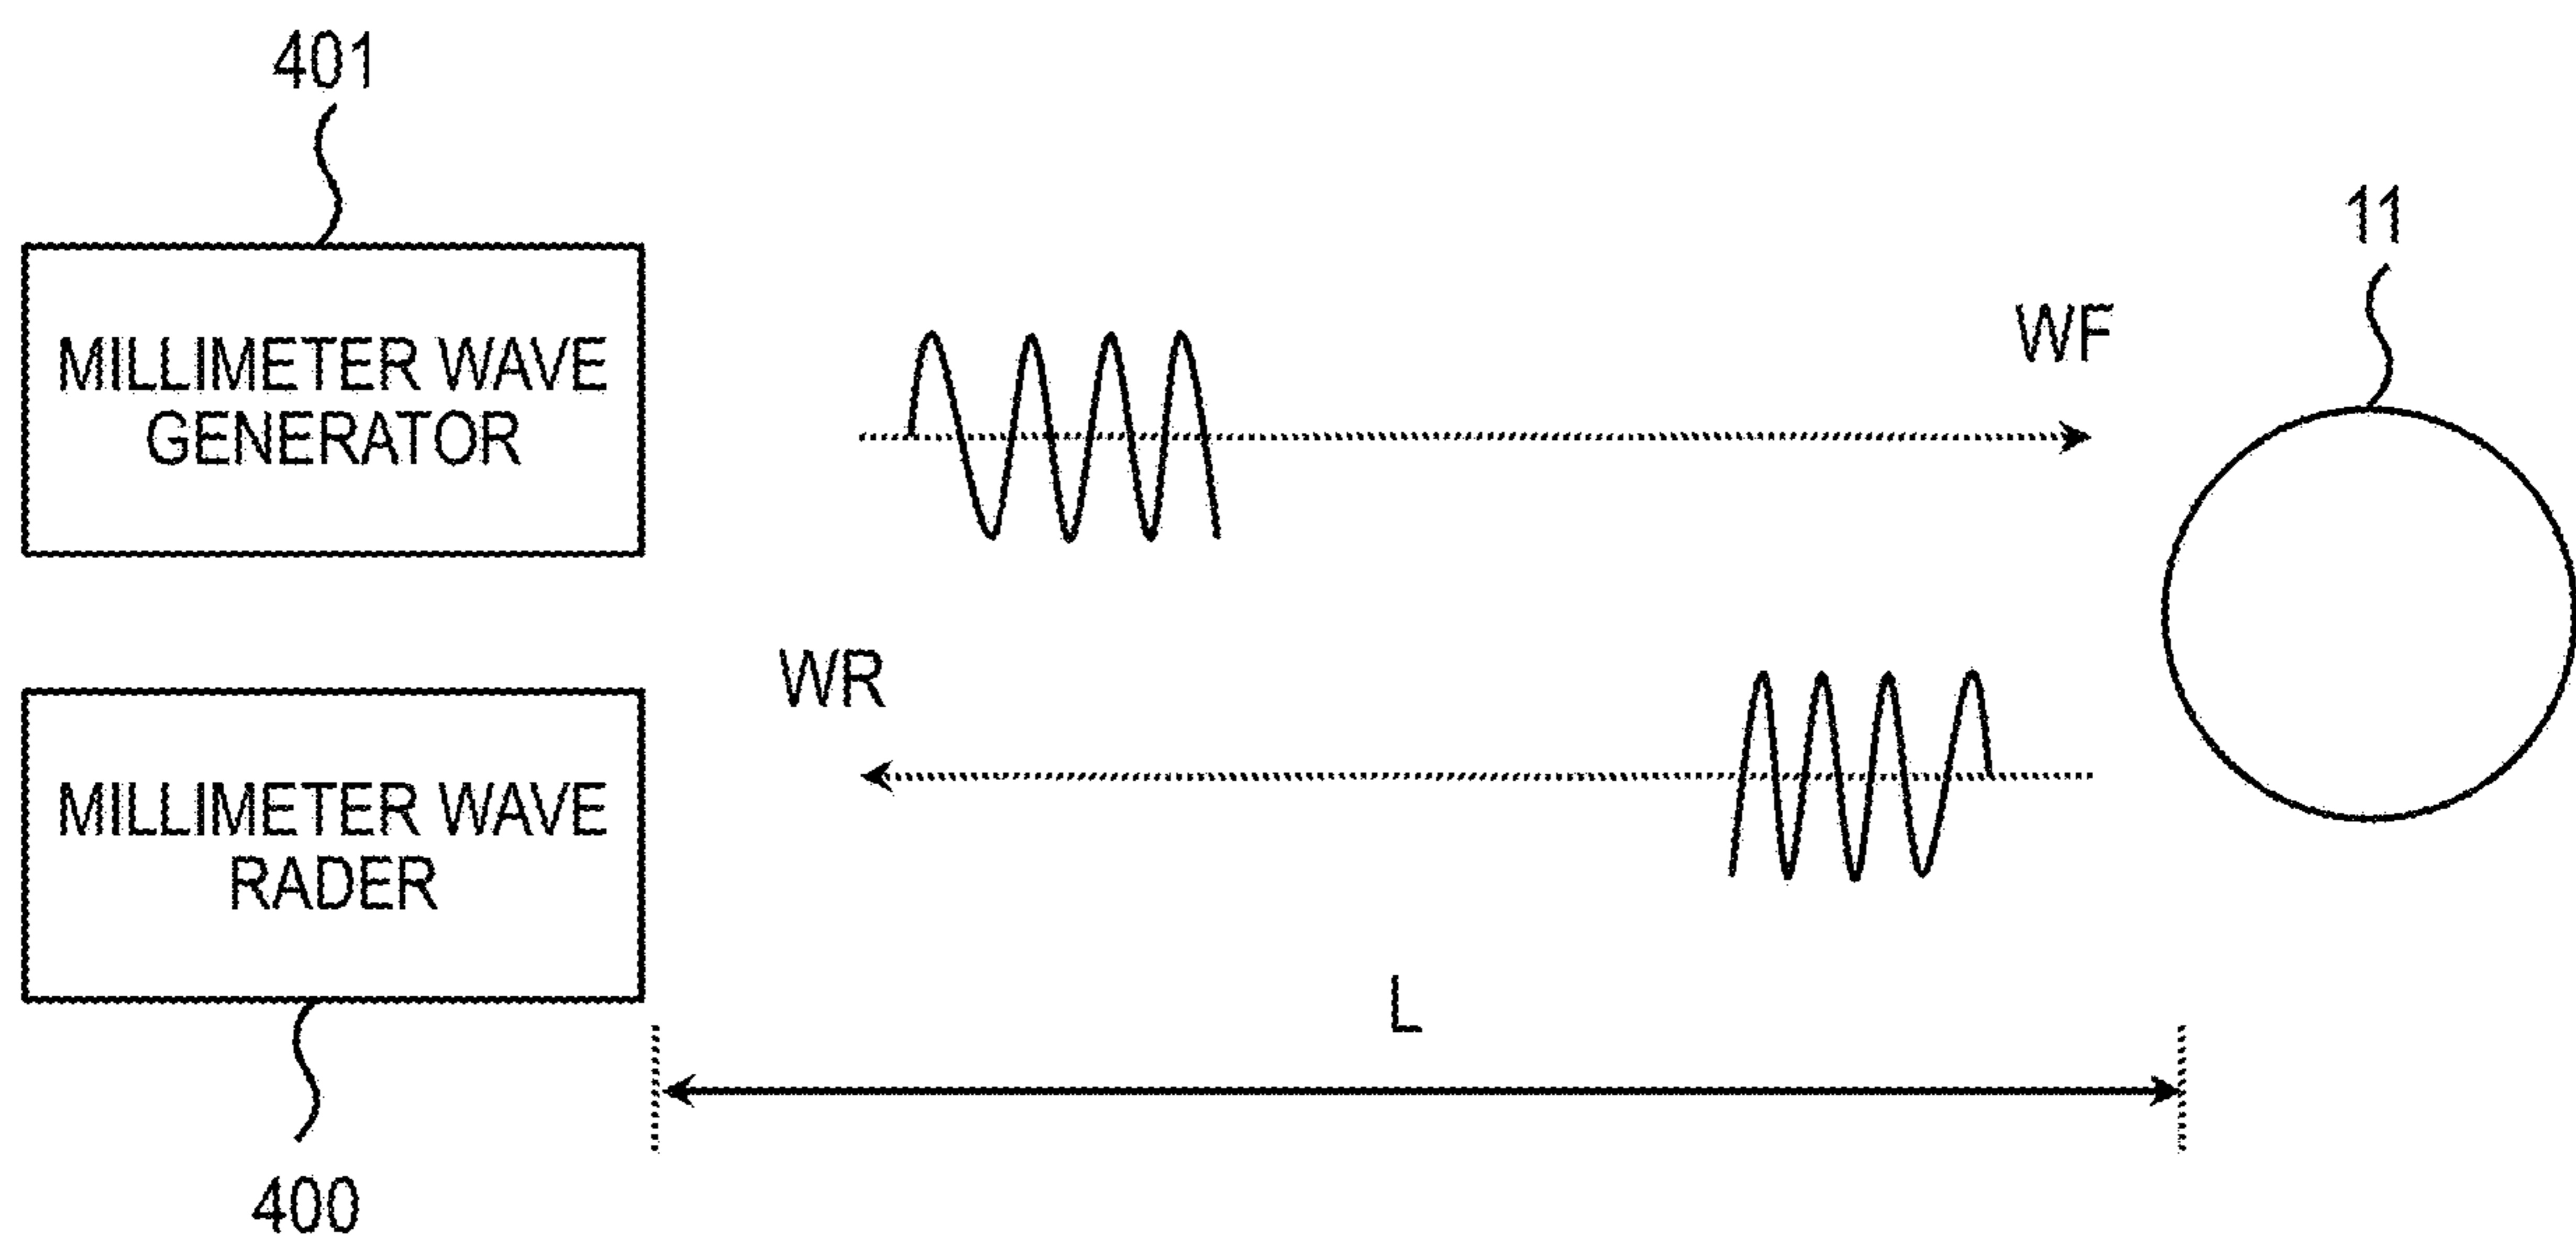 401
MILLIMETER WAVE
GENERATOR
11
WF
WR
MILLIMETER WAVE
RADER
L
400